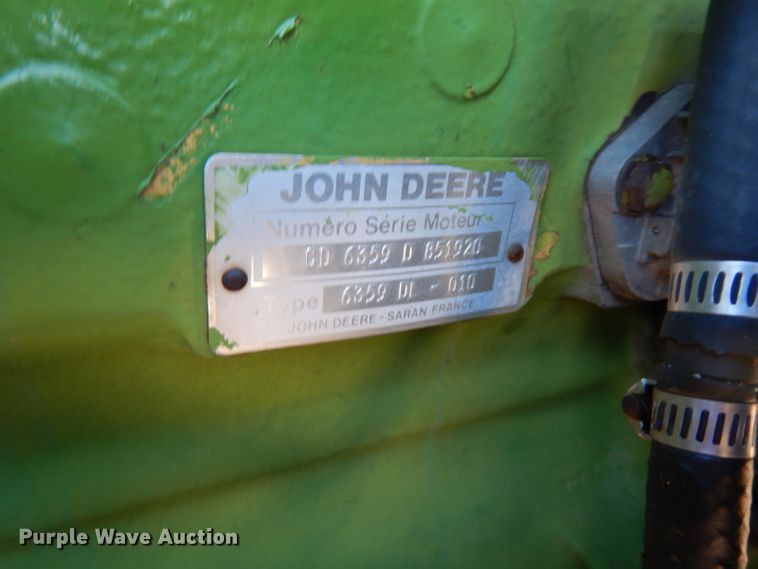 JOHN DEERE
Numéro Série Moteur
CD 6359 D 851920
Type 6359 DL - 010
JOHN DEERE - SARAN FRANCE
Purple Wave Auction